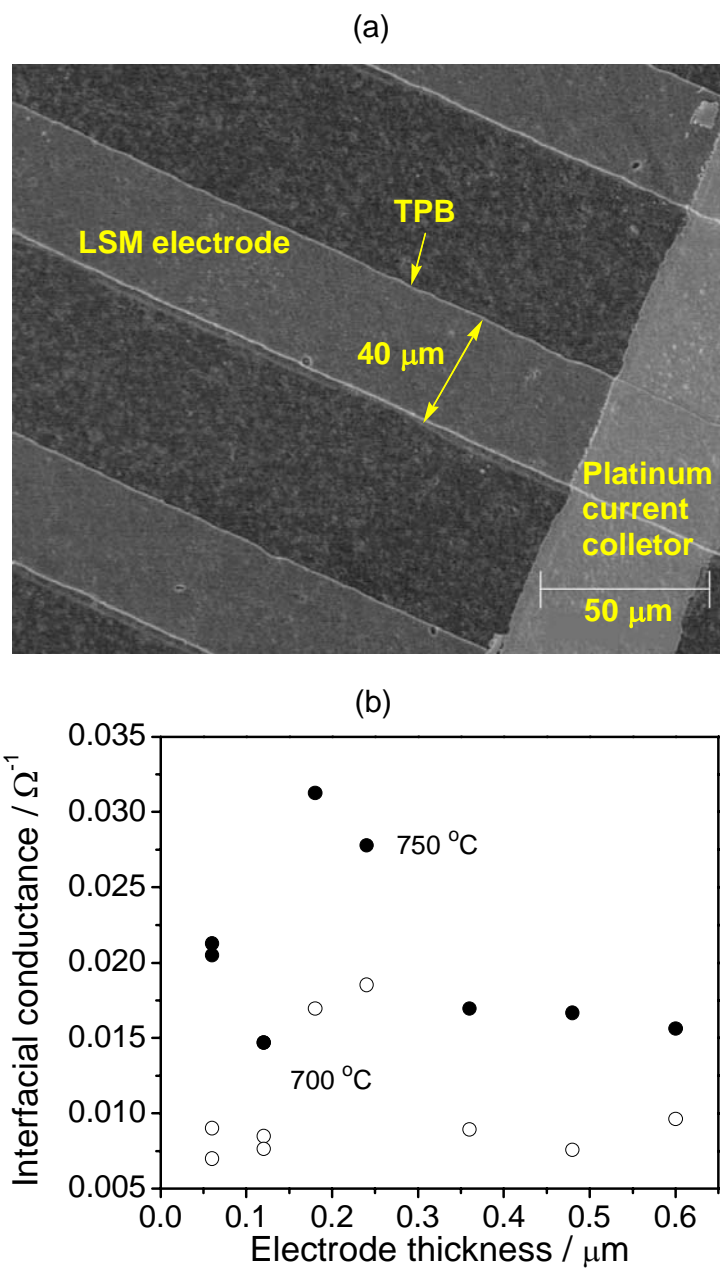 (a)
TPB
LSM electrode
40 μm
Platinum
current
colletor
50 μm
(b)
0.035
0.030
0.025
0.020
0.015
0.010
0.005
Interfacial conductance / Ω⁻¹
750 °C
700 °C
0.0 0.1 0.2 0.3 0.4 0.5 0.6
Electrode thickness / μm